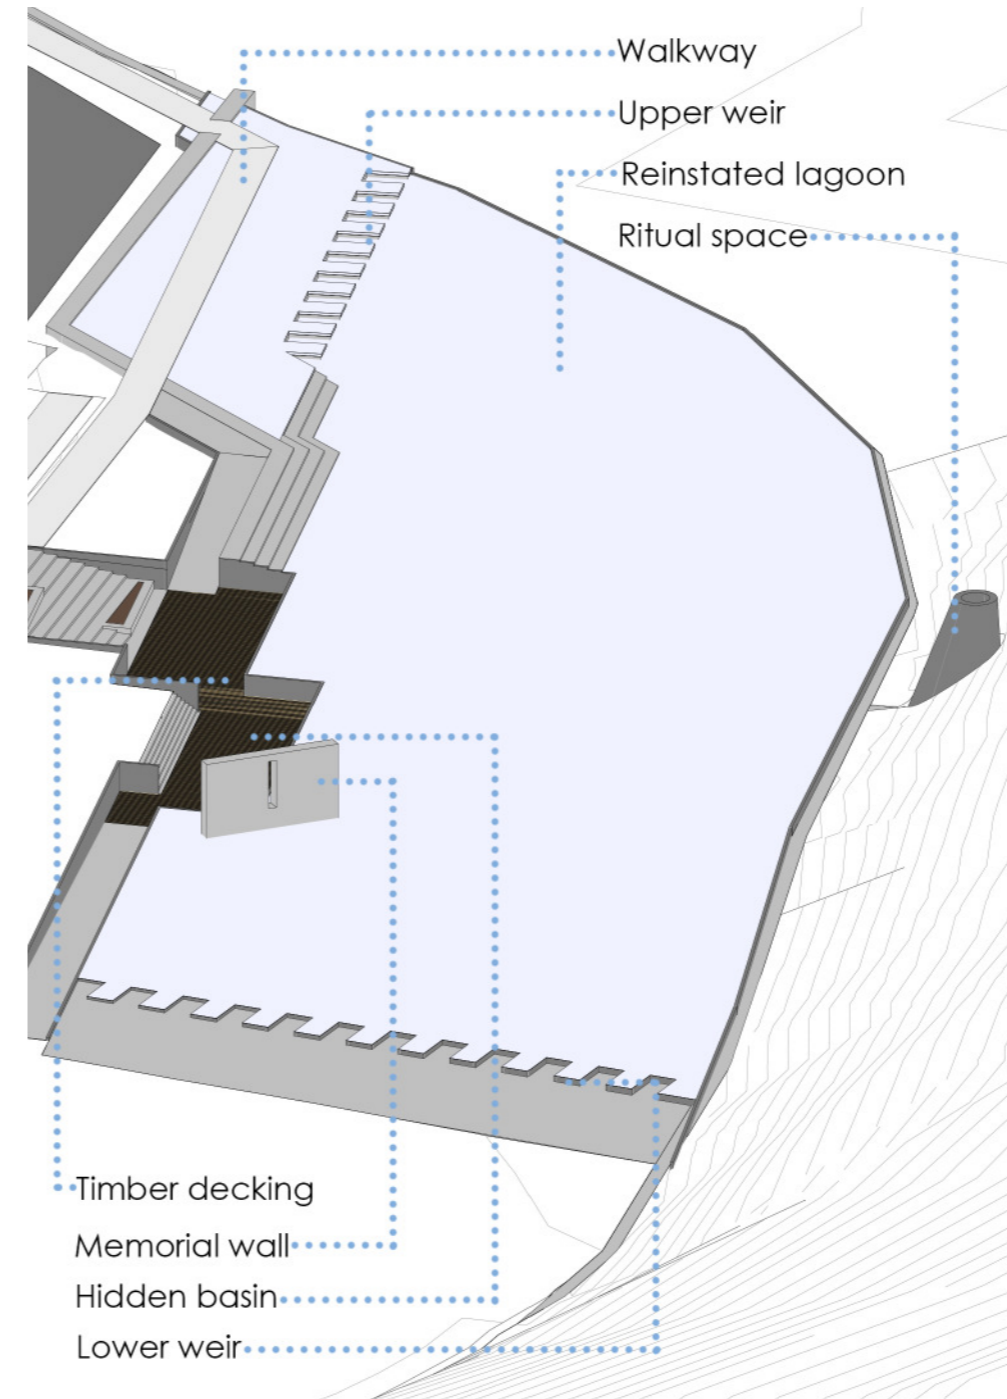 Walkway
Upper weir
Reinstated lagoon
Ritual space
Timber decking
Memorial wall
Hidden basin
Lower weir